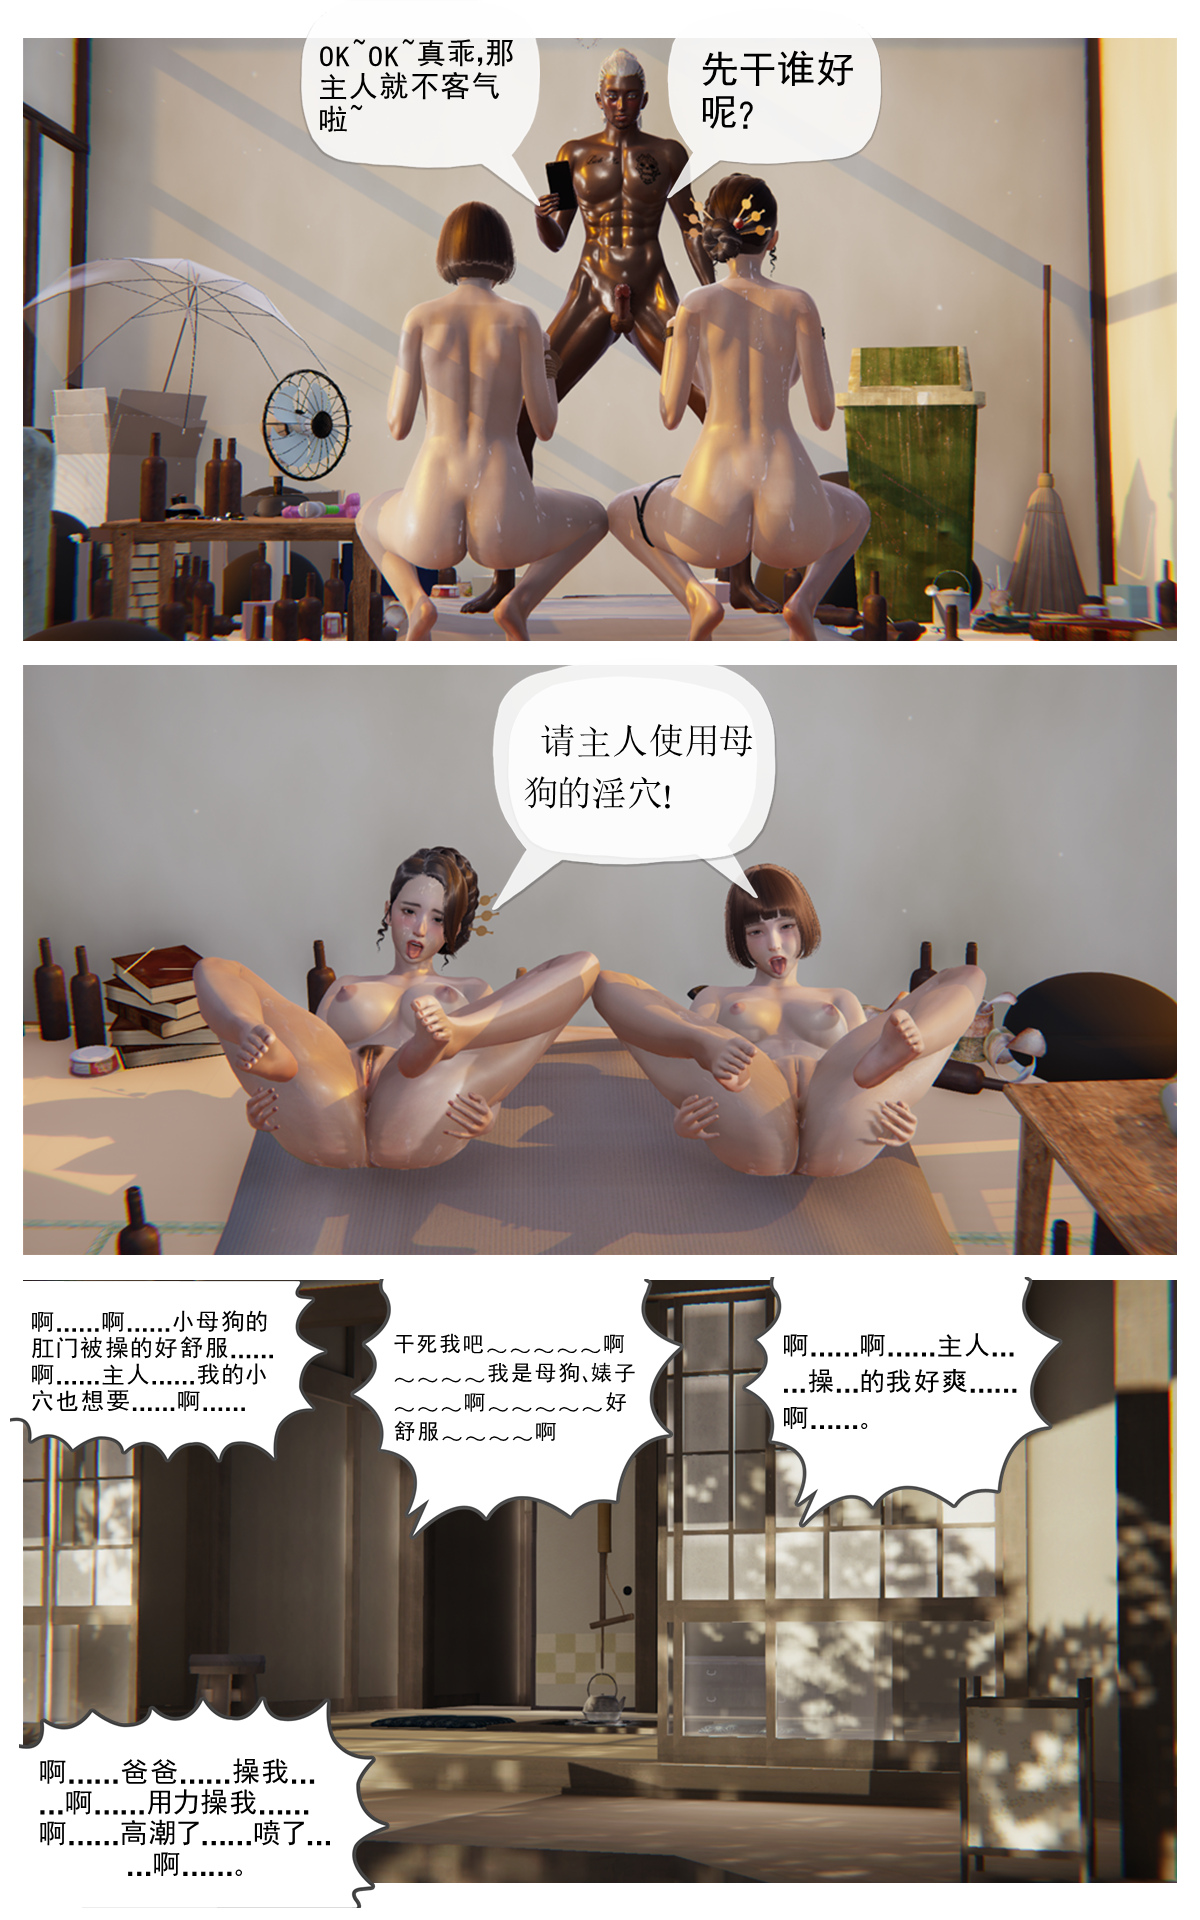 OK~OK~真乖,那
主人就不客气
啦~
先干谁好
呢?
请主人使用母
狗的淫穴!
啊……啊……小母狗的
肛门被操的好舒服……
啊……主人……我的小
穴也想要……啊……
干死我吧～～～～～啊
～～～～我是母狗、婊子
～～～啊～～～～～好
舒服～～～～啊
啊……啊……主人…
…操…的我好爽……
啊……。
啊……爸爸……操我…
…啊……用力操我……
啊……高潮了……喷了…
…啊……。